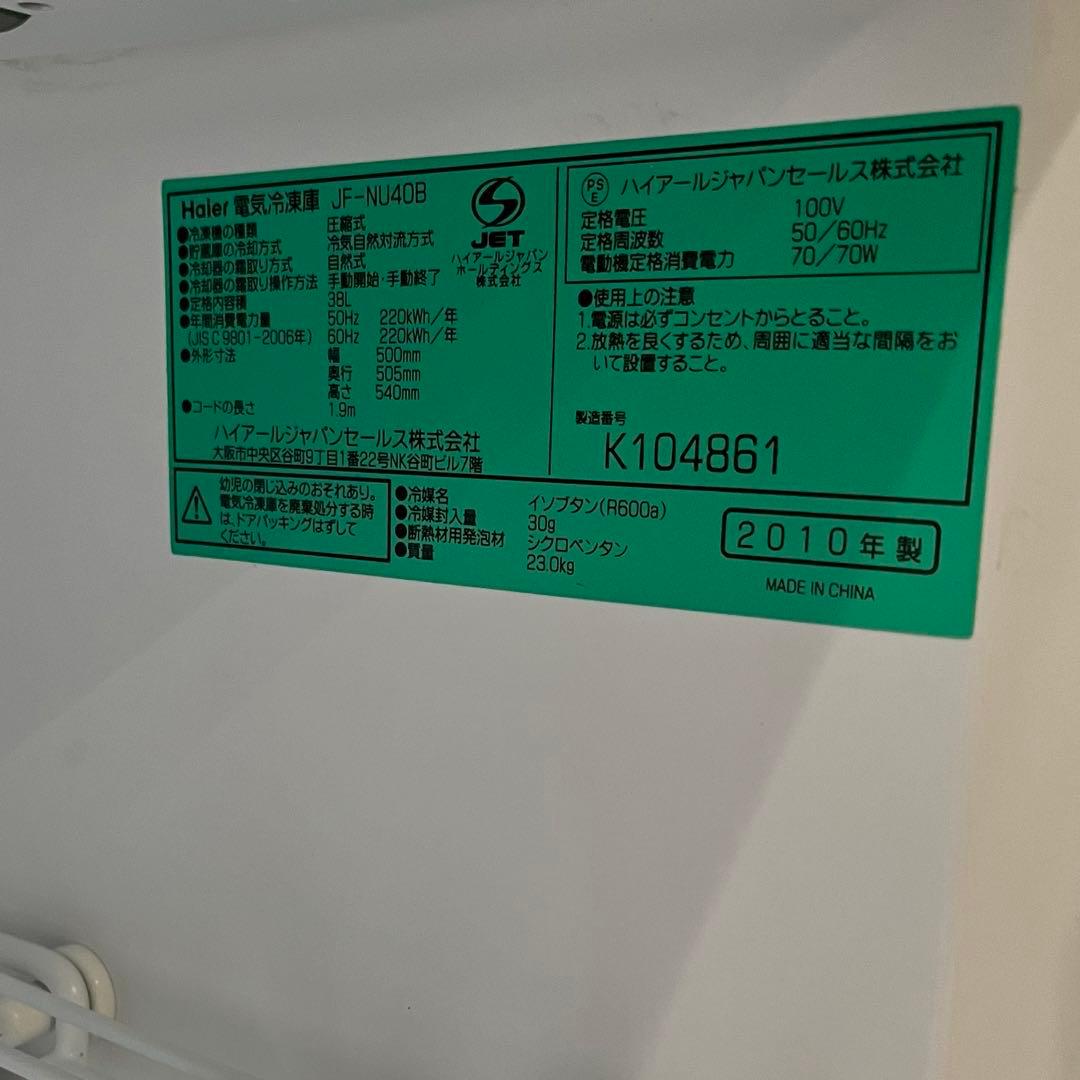 Haier 電気冷凍庫 JF-NU40B
●冷凍機の種類 圧縮式
●貯蔵庫の冷却方式 冷気自然対流方式
●冷却器の霜取り方式 自然式
●冷却器の霜取り操作方法 手動開始・手動終了
●定格内容積 38L
●年間消費電力量 50Hz 220kWh/年
(JIS C 9801-2006年) 60Hz 220kWh/年
●外形寸法 幅 500mm
奥行 505mm
高さ 540mm
●コードの長さ 1.9m
ハイアールジャパンセールス株式会社
大阪市中央区谷町9丁目1番22号NK谷町ビル7階
JET
ハイアールジャパン
ホールディングス
株式会社
PS
E
ハイアールジャパンセールス株式会社
定格電圧 100V
定格周波数 50/60Hz
電動機定格消費電力 70/70W
●使用上の注意
1.電源は必ずコンセントからとること。
2.放熱を良くするため、周囲に適当な間隔をお
いて設置すること。
製造番号
K104861
幼児の閉じ込みのおそれあり。
電気冷凍庫を廃棄処分する時
は、ドアパッキングはずして
ください。
●冷媒名 イソブタン(R600a)
●冷媒封入量 30g
●断熱材用発泡材 シクロペンタン
●質量 23.0kg
2010年製
MADE IN CHINA